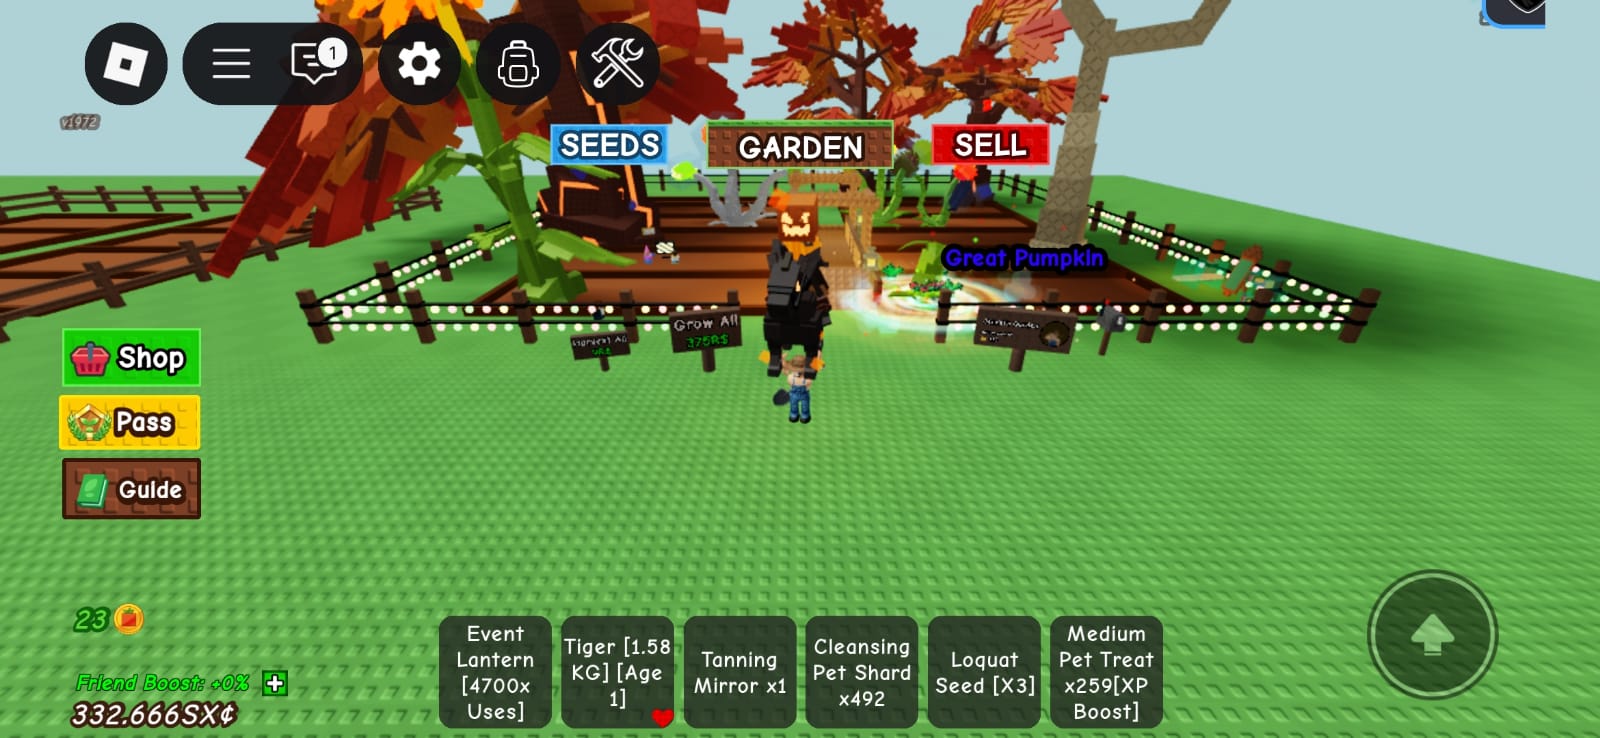 1
v1972
SEEDS
GARDEN
SELL
Great Pumpkin
Grow All
375R$
Shop
Pass
Guide
23
Friend Boost: +0%
332.666SX¢
Event
Lantern
[4700x
Uses]
Tiger [1.58
KG] [Age
1]
Tanning
Mirror x1
Cleansing
Pet Shard
x492
Loquat
Seed [X3]
Medium
Pet Treat
x259[XP
Boost]